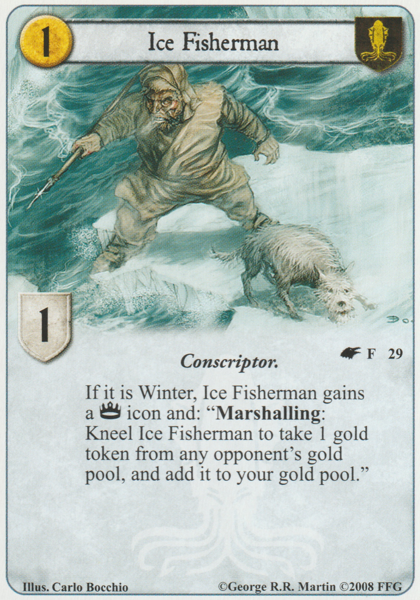 1
Ice Fisherman
1
Conscriptor.
F 29
If it is Winter, Ice Fisherman gains
a icon and: “Marshalling:
Kneel Ice Fisherman to take 1 gold
token from any opponent’s gold
pool, and add it to your gold pool.”
Illus. Carlo Bocchio
©George R.R. Martin ©2008 FFG